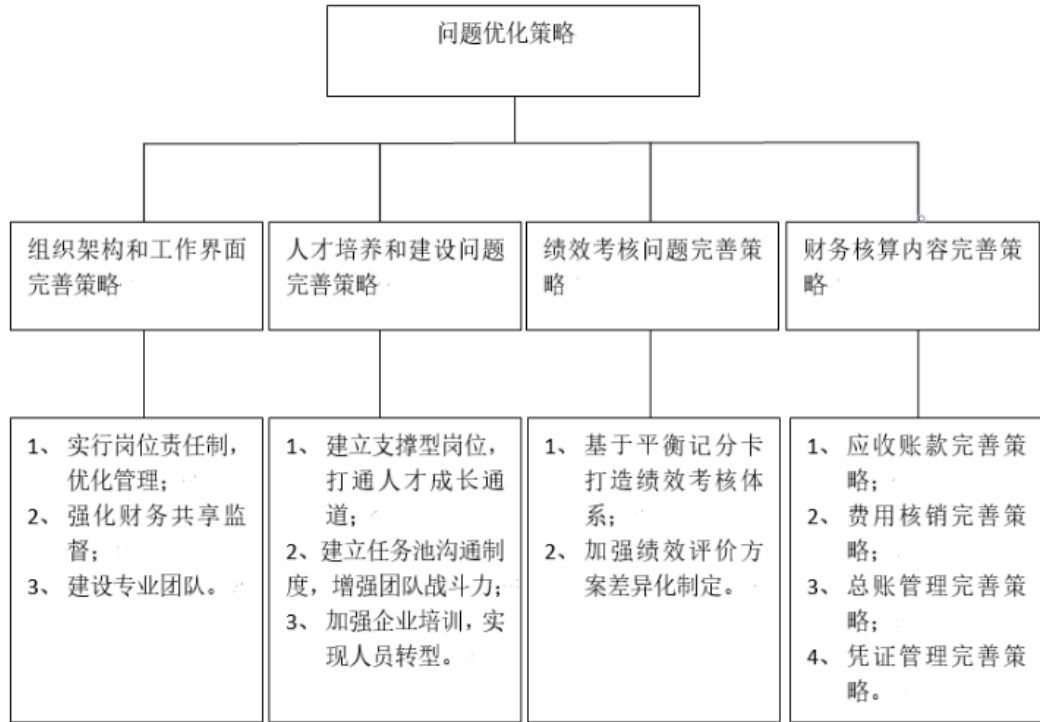 问题优化策略
组织架构和工作界面
完善策略
人才培养和建设问题
完善策略
绩效考核问题完善策
略
财务核算内容完善策
略
1、 实行岗位责任制，
优化管理；
2、 强化财务共享监
督；
3、 建设专业团队。
1、 建立支撑型岗位，
打通人才成长通
道；
2、建立任务池沟通制
度，增强团队战斗力；
3、 加强企业培训，实
现人员转型。
1、 基于平衡记分卡
打造绩效考核体
系；
2、 加强绩效评价方
案差异化制定。
1、 应收账款完善策
略；
2、 费用核销完善策
略；
3、 总账管理完善策
略；
4、 凭证管理完善策
略。